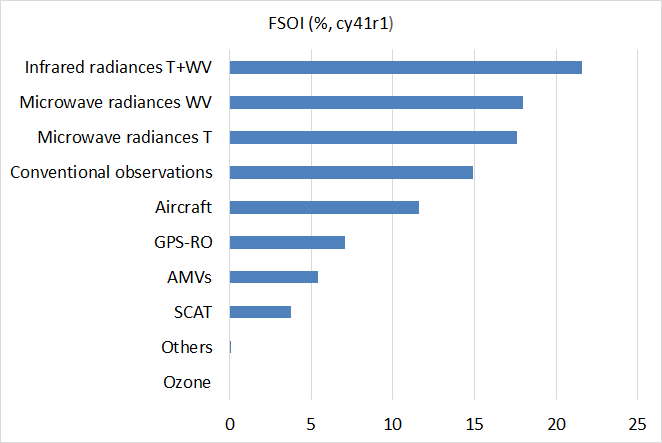 FSOI (%, cy41r1)
Infrared radiances T+WV
Microwave radiances WV
Microwave radiances T
Conventional observations
Aircraft
GPS-RO
AMVs
SCAT
Others
Ozone
0 5 10 15 20 25